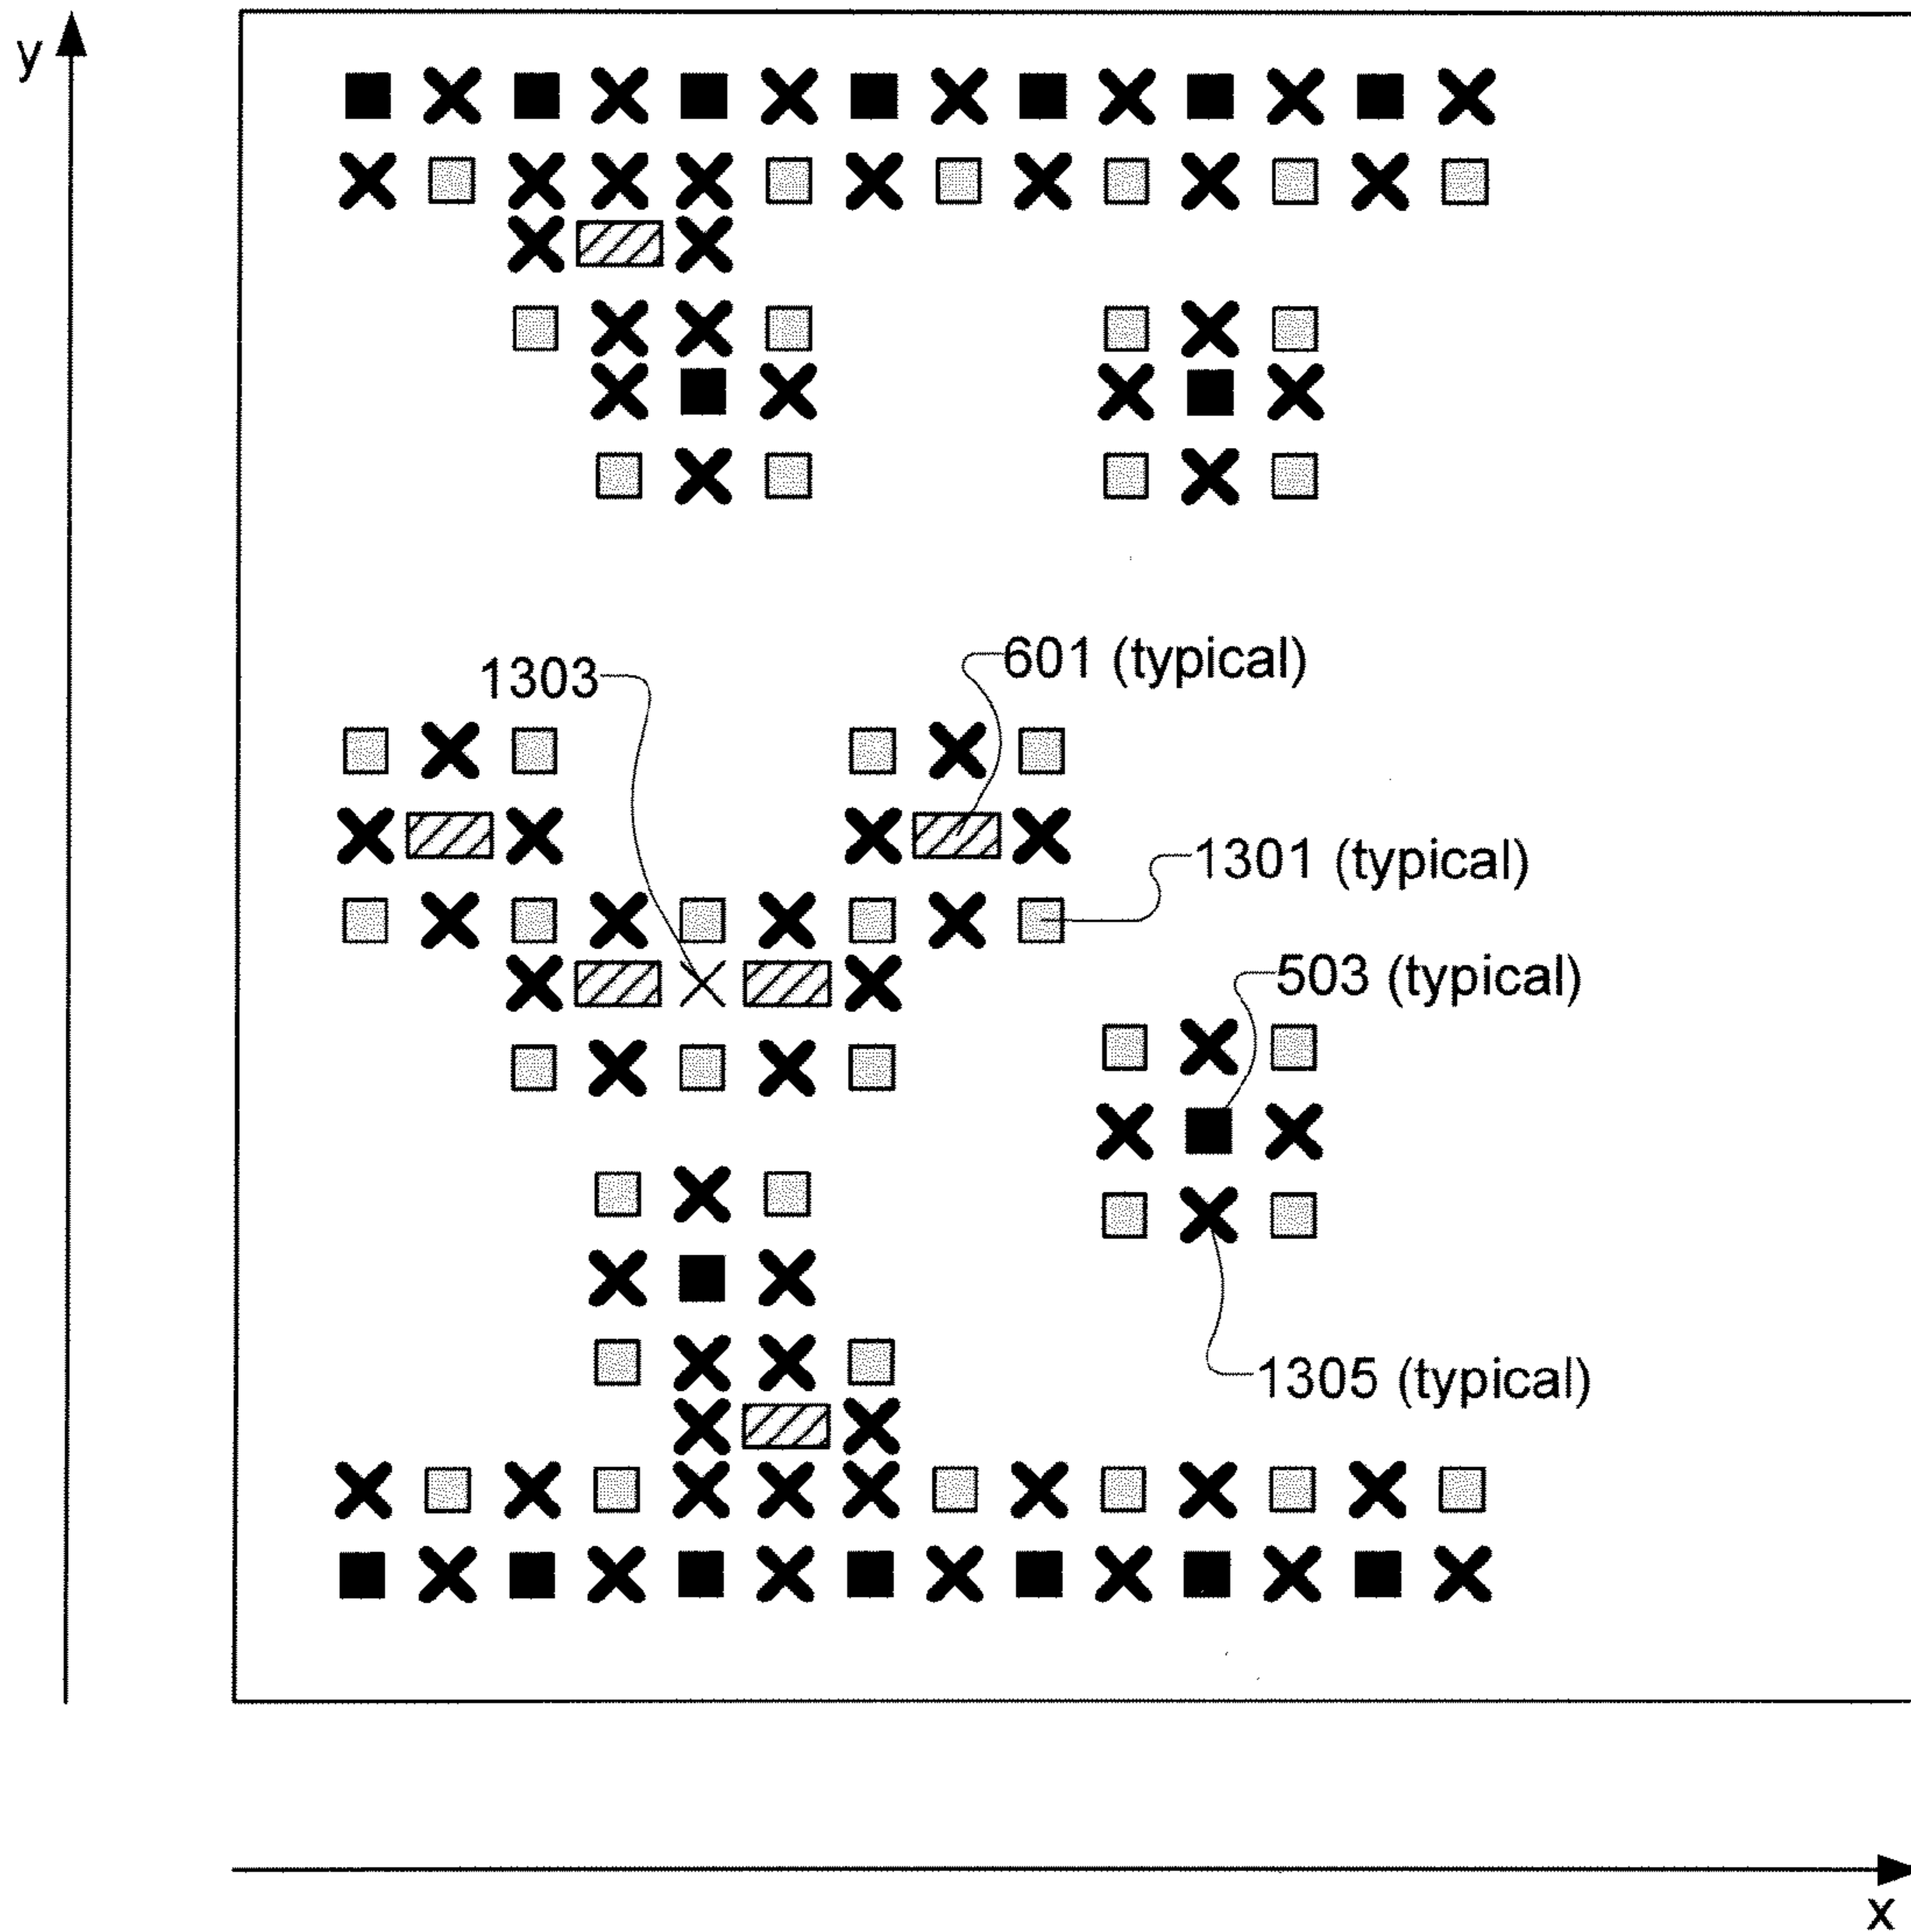 y
601 (typical)
1303
1301 (typical)
503 (typical)
1305 (typical)
x